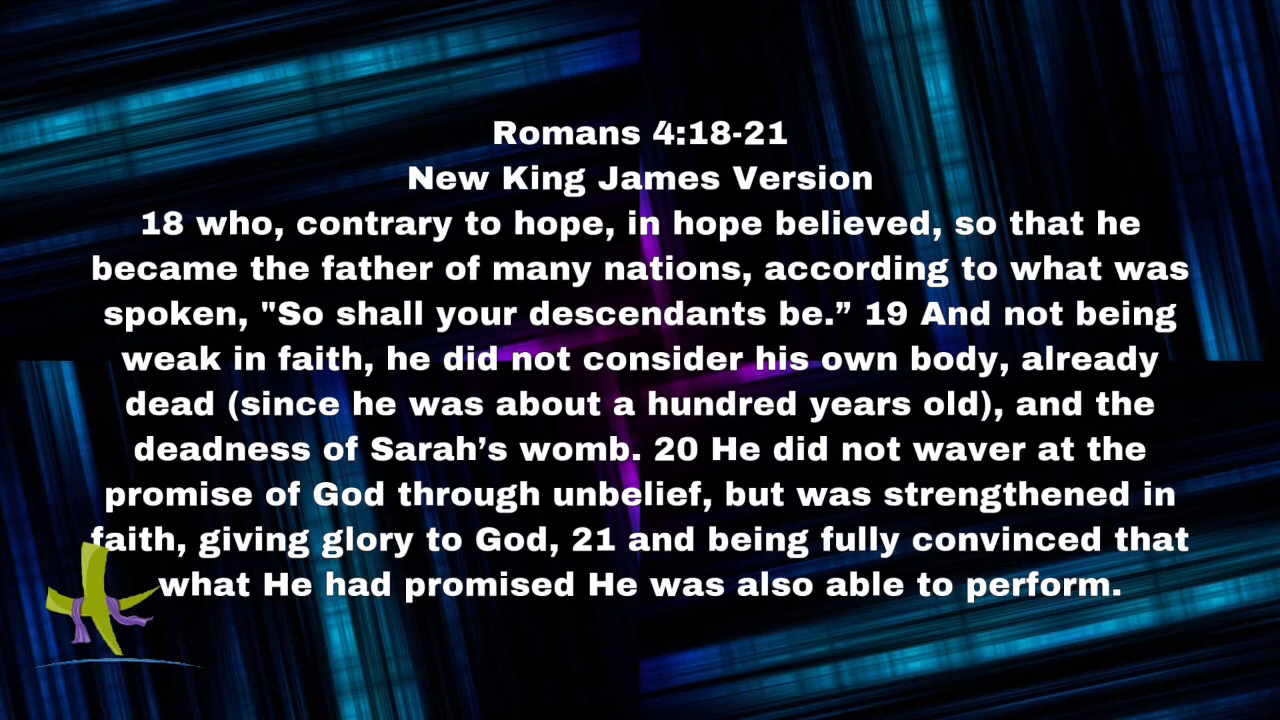 Romans 4:18-21
New King James Version
18 who, contrary to hope, in hope believed, so that he
became the father of many nations, according to what was
spoken, "So shall your descendants be.” 19 And not being
weak in faith, he did not consider his own body, already
dead (since he was about a hundred years old), and the
deadness of Sarah’s womb. 20 He did not waver at the
promise of God through unbelief, but was strengthened in
faith, giving glory to God, 21 and being fully convinced that
what He had promised He was also able to perform.